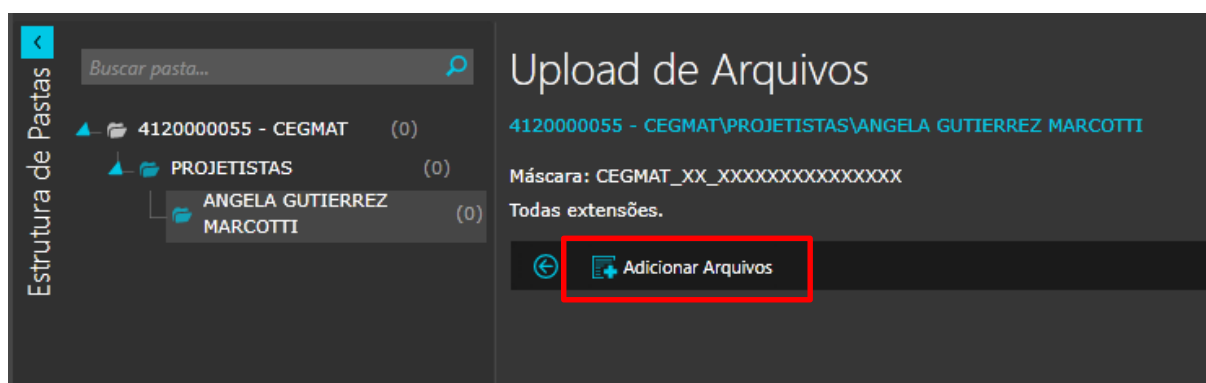 Estrutura de Pastas
Buscar pasta...
4120000055 - CEGMAT (0)
PROJETISTAS (0)
ANGELA GUTIERREZ
MARCOTTI (0)
Upload de Arquivos
4120000055 - CEGMAT\PROJETISTAS\ANGELA GUTIERREZ MARCOTTI
Máscara: CEGMAT_XX_XXXXXXXXXXXXXXX
Todas extensões.
Adicionar Arquivos